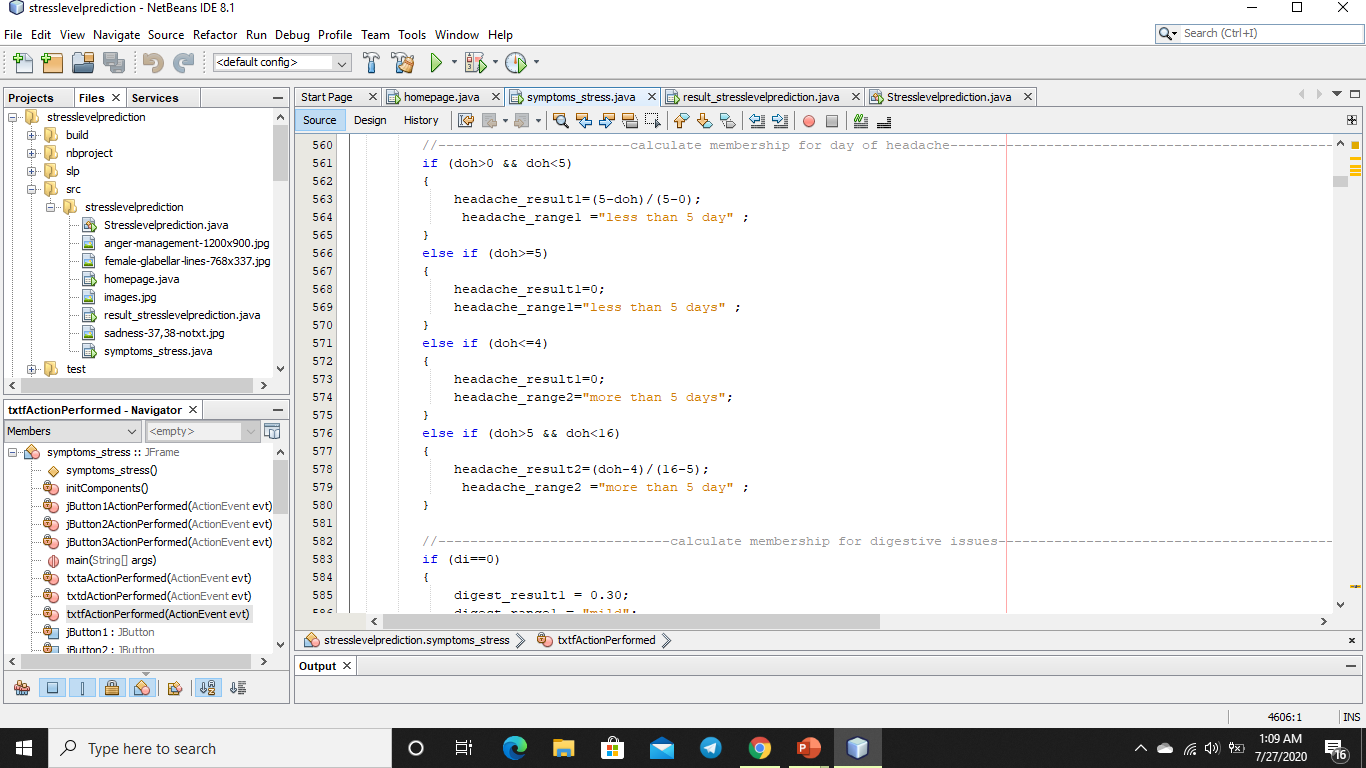 stresslevelprediction - NetBeans IDE 8.1
File Edit View Navigate Source Refactor Run Debug Profile Team Tools Window Help
Search (Ctrl+I)
<default config>
Projects Files Services
stresslevelprediction
build
nbproject
slp
src
stresslevelprediction
Stresslevelprediction.java
anger-management-1200x900.jpg
female-glabellar-lines-768x337.jpg
homepage.java
images.jpg
result_stresslevelprediction.java
sadness-37,38-notxt.jpg
symptoms_stress.java
test
txtfActionPerformed - Navigator
Members <empty>
symptoms_stress :: JFrame
symptoms_stress()
initComponents()
jButton1ActionPerformed(ActionEvent evt)
jButton2ActionPerformed(ActionEvent evt)
jButton3ActionPerformed(ActionEvent evt)
main(String[] args)
txtaActionPerformed(ActionEvent evt)
txtdActionPerformed(ActionEvent evt)
txtfActionPerformed(ActionEvent evt)
jButton1 : JButton
jButton2 : JButton
Start Page homepage.java symptoms_stress.java result_stresslevelprediction.java Stresslevelprediction.java
Source Design History
560 //------------------------calculate membership for day of headache------------------------------------------------
561 if (doh>0 && doh<5)
562 {
563 headache_result1=(5-doh)/(5-0);
564 headache_range1 ="less than 5 day" ;
565 }
566 else if (doh>=5)
567 {
568 headache_result1=0;
569 headache_range1="less than 5 days" ;
570 }
571 else if (doh<=4)
572 {
573 headache_result1=0;
574 headache_range2="more than 5 days";
575 }
576 else if (doh>5 && doh<16)
577 {
578 headache_result2=(doh-4)/(16-5);
579 headache_range2 ="more than 5 day" ;
580 }
581
582 //-----------------------------calculate membership for digestive issues------------------------------------------
583 if (di==0)
584 {
585 digest_result1 = 0.30;
586 digest_range1 = "mild";
stresslevelprediction.symptoms_stress txtfActionPerformed
Output
4606:1 INS
Type here to search
1:09 AM
7/27/2020
16